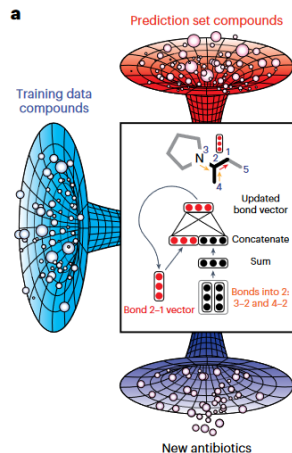 a
Prediction set compounds
Training data
compounds
3
1
N
2
5
4
Updated
bond vector
Concatenate
Sum
Bonds into 2:
3–2 and 4–2
Bond 2–1 vector
New antibiotics